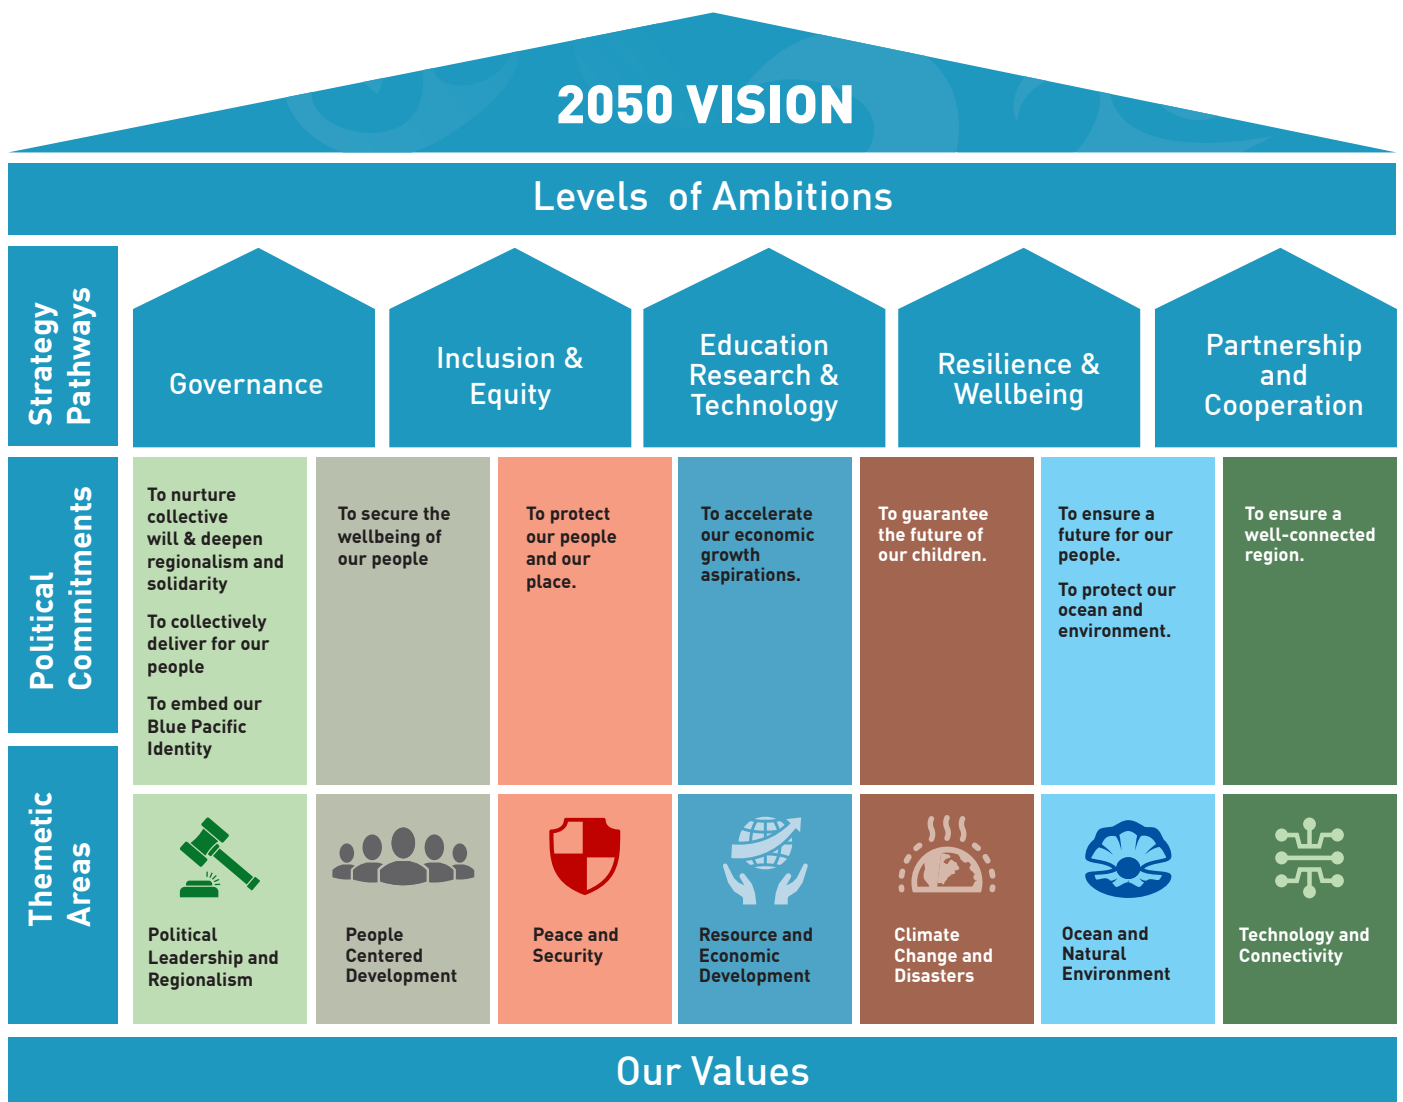 2050 VISION
Levels of Ambitions
Strategy
Pathways
Governance
Inclusion &
Equity
Education
Research &
Technology
Resilience &
Wellbeing
Partnership
and
Cooperation
Political
Commitments
To nurture
collective
will & deepen
regionalism and
solidarity
To collectively
deliver for our
people
To embed our
Blue Pacific
Identity
To secure the
wellbeing of
our people
To protect
our people
and our
place.
To accelerate
our economic
growth
aspirations.
To guarantee
the future of
our children.
To ensure a
future for our
people.
To protect our
ocean and
environment.
To ensure a
well-connected
region.
Themetic
Areas
Political
Leadership and
Regionalism
People
Centered
Development
Peace and
Security
Resource and
Economic
Development
Climate
Change and
Disasters
Ocean and
Natural
Environment
Technology and
Connectivity
Our Values